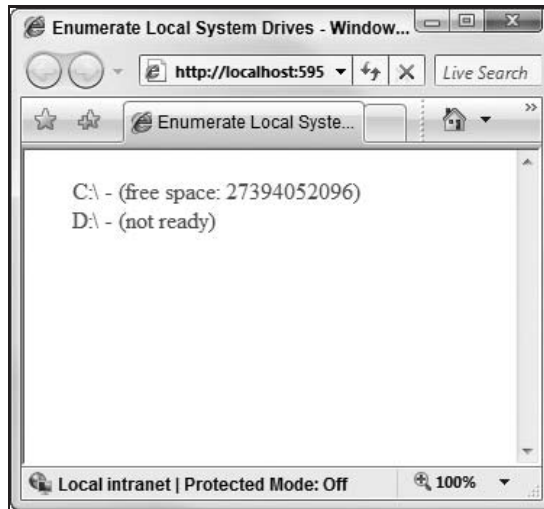 Enumerate Local System Drives - Window...
http://localhost:595
Live Search
Enumerate Local Syste...
»
C:\ - (free space: 27394052096)
D:\ - (not ready)
Local intranet | Protected Mode: Off
100%